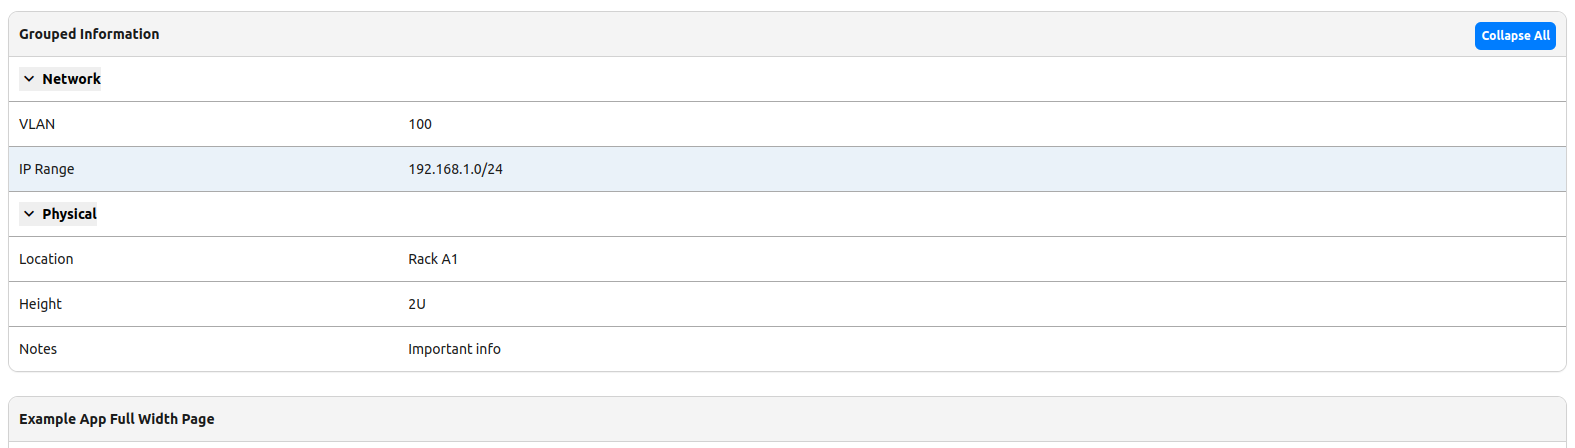 Grouped Information Collapse All
Network
VLAN 100
IP Range 192.168.1.0/24
Physical
Location Rack A1
Height 2U
Notes Important info
Example App Full Width Page